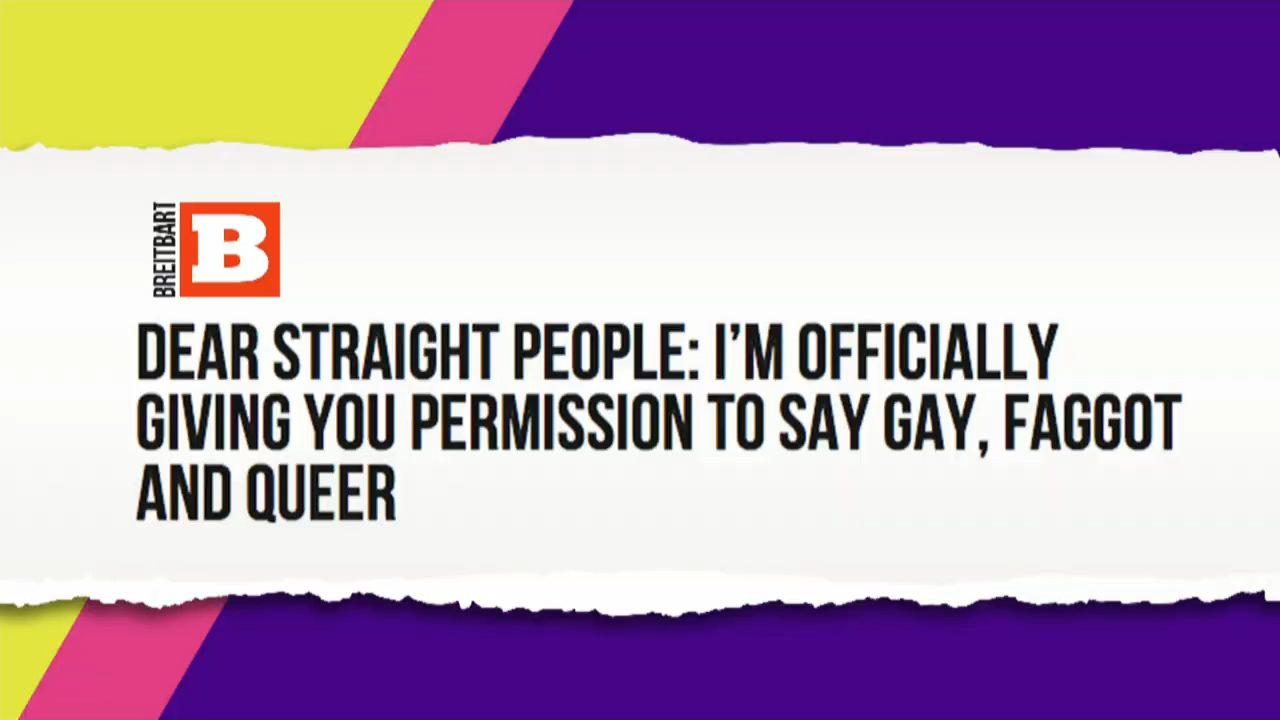 BREITBART
B
DEAR STRAIGHT PEOPLE: I'M OFFICIALLY
GIVING YOU PERMISSION TO SAY GAY, FAGGOT
AND QUEER